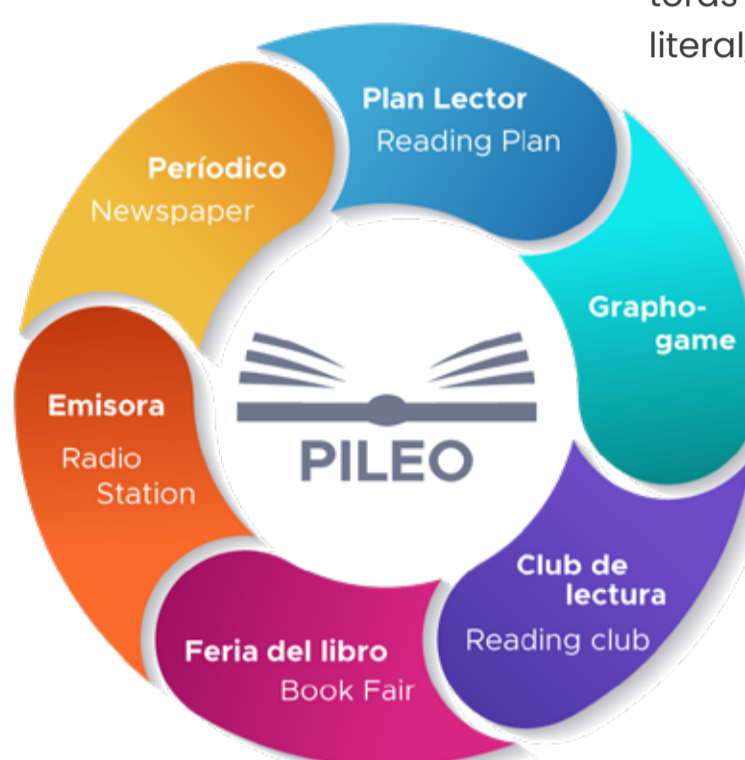 literal,
Plan Lector
Reading Plan
Grapho-
game
Club de
lectura
Reading club
Feria del libro
Book Fair
Emisora
Radio
Station
Períodico
Newspaper
PILEO